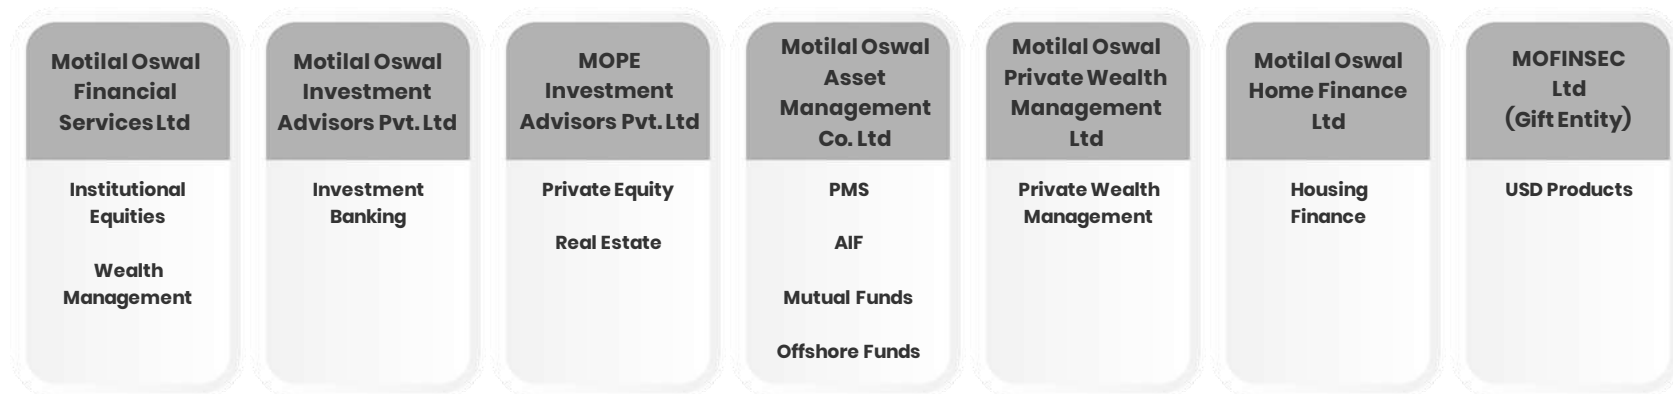 Motilal Oswal
Financial
Services Ltd
Institutional
Equities
Wealth
Management
Motilal Oswal
Investment
Advisors Pvt. Ltd
Investment
Banking
MOPE
Investment
Advisors Pvt. Ltd
Private Equity
Real Estate
Motilal Oswal
Asset
Management
Co. Ltd
PMS
AIF
Mutual Funds
Offshore Funds
Motilal Oswal
Private Wealth
Management
Ltd
Private Wealth
Management
Motilal Oswal
Home Finance
Ltd
Housing
Finance
MOFINSEC
Ltd
(Gift Entity)
USD Products